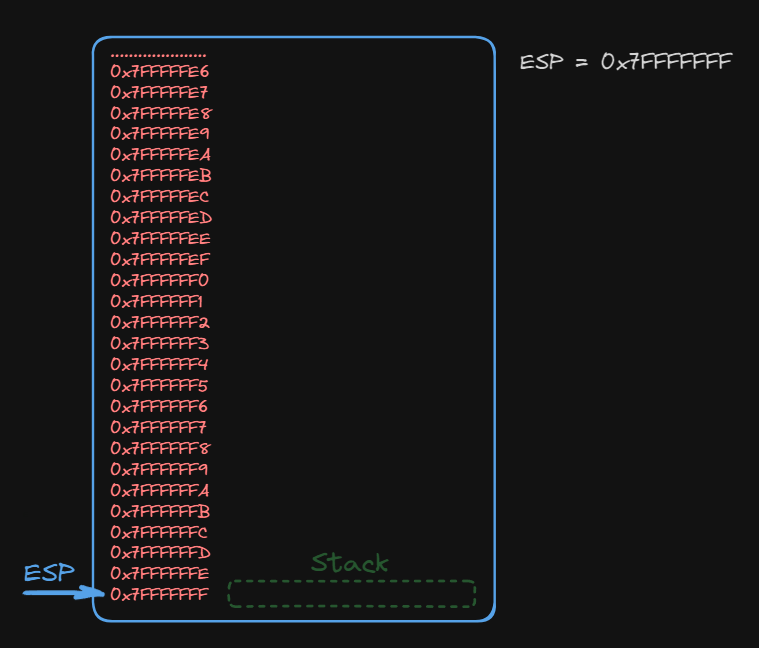 .....................
0x7FFFFFE6
ESP = 0x7FFFFFFF
0x7FFFFFE7
0x7FFFFFE8
0x7FFFFFE9
0x7FFFFFEA
0x7FFFFFEB
0x7FFFFFEC
0x7FFFFFED
0x7FFFFFEE
0x7FFFFFEF
0x7FFFFFF0
0x7FFFFFF1
0x7FFFFFF2
0x7FFFFFF3
0x7FFFFFF4
0x7FFFFFF5
0x7FFFFFF6
0x7FFFFFF7
0x7FFFFFF8
0x7FFFFFF9
0x7FFFFFFA
0x7FFFFFFB
0x7FFFFFFC
0x7FFFFFFD
Stack
ESP
0x7FFFFFFE
0x7FFFFFFF